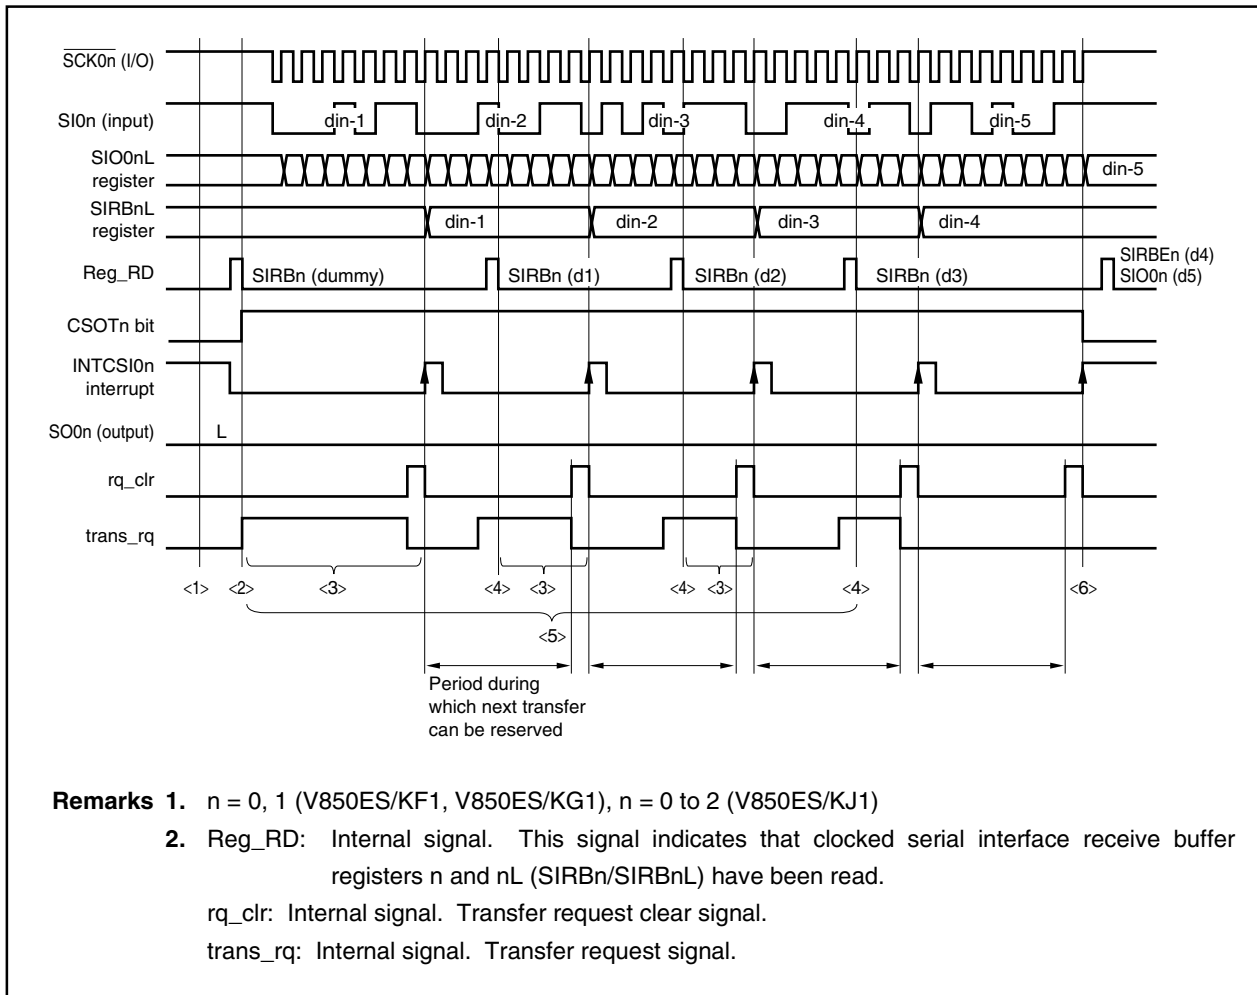 SCK0n (I/O)
SI0n (input)
din-1
din-2
din-3
din-4
din-5
SIO0nL
register
din-5
SIRBnL
register
din-1
din-2
din-3
din-4
Reg_RD
SIRBn (dummy)
SIRBn (d1)
SIRBn (d2)
SIRBn (d3)
SIRBEn (d4)
SIO0n (d5)
CSOTn bit
INTCSI0n
interrupt
SO0n (output)
L
rq_clr
trans_rq
<1>
<2>
<3>
<4>
<3>
<4>
<3>
<4>
<6>
<5>
Period during
which next transfer
can be reserved
Remarks 1. n = 0, 1 (V850ES/KF1, V850ES/KG1), n = 0 to 2 (V850ES/KJ1)
2. Reg_RD: Internal signal. This signal indicates that clocked serial interface receive buffer
registers n and nL (SIRBn/SIRBnL) have been read.
rq_clr: Internal signal. Transfer request clear signal.
trans_rq: Internal signal. Transfer request signal.